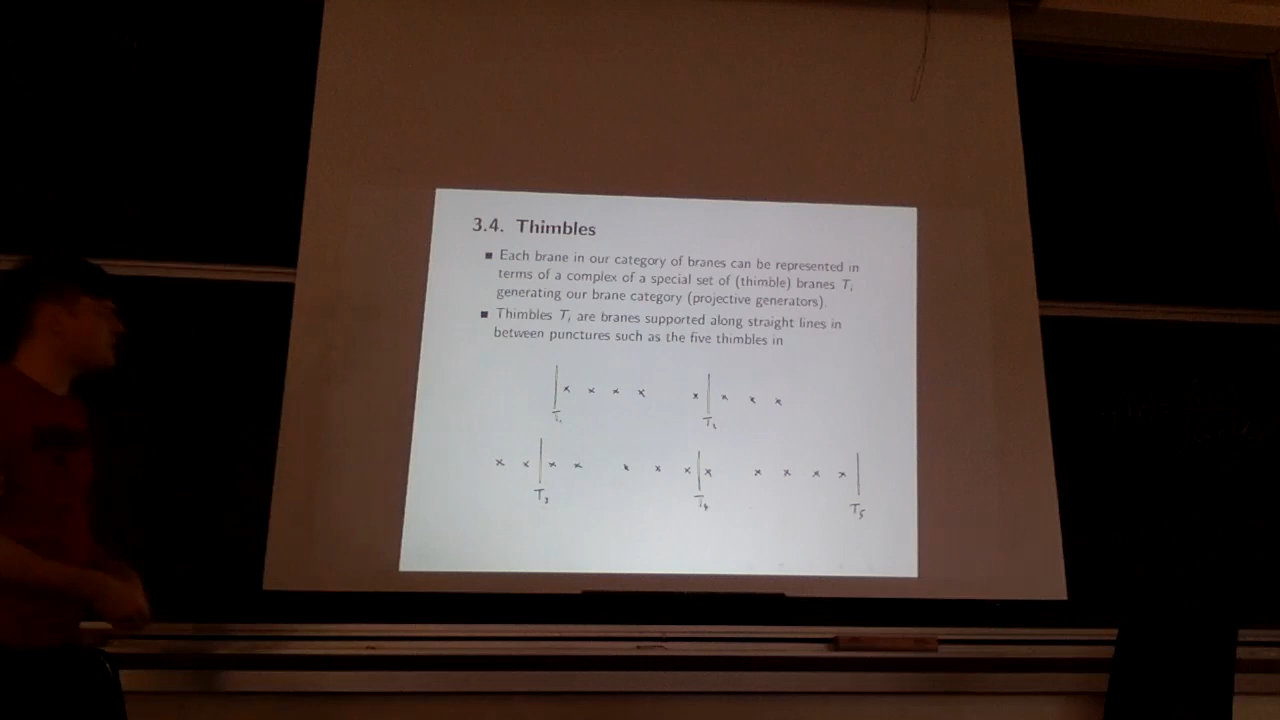 3.4. Thimbles
Each brane in our category of branes can be represented in
terms of a complex of a special set of (thimble) branes Ti
generating our brane category (projective generators).
Thimbles Ti are branes supported along straight lines in
between punctures such as the five thimbles in
T1 T2
T3 T4 T5